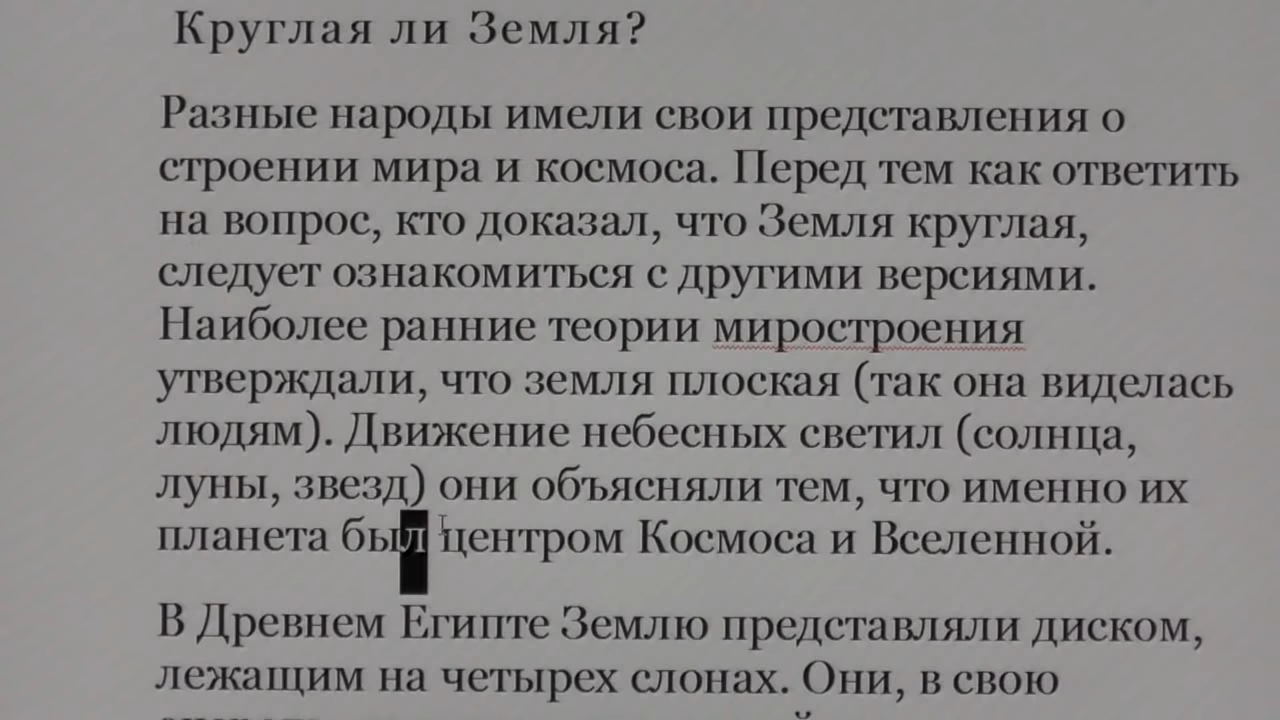 Круглая ли Земля?
Разные народы имели свои представления о
строении мира и космоса. Перед тем как ответить
на вопрос, кто доказал, что Земля круглая,
следует ознакомиться с другими версиями.
Наиболее ранние теории миростроения
утверждали, что земля плоская (так она виделась
людям). Движение небесных светил (солнца,
луны, звезд) они объясняли тем, что именно их
планета был центром Космоса и Вселенной.
В Древнем Египте Землю представляли диском,
лежащим на четырех слонах. Они, в свою